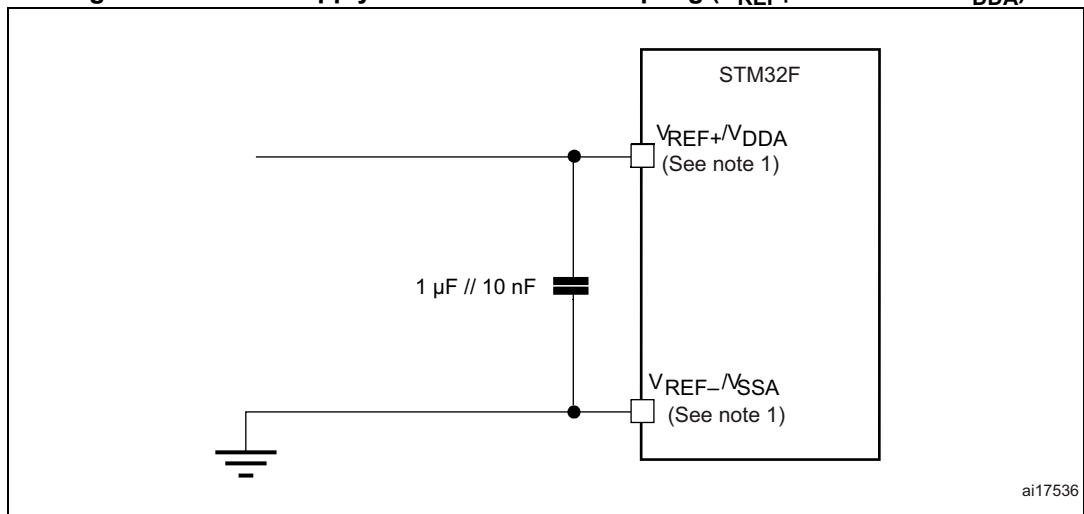 STM32F
VREF+/VDDA
(See note 1)
1 µF // 10 nF
VREF–/VSSA
(See note 1)
ai17536